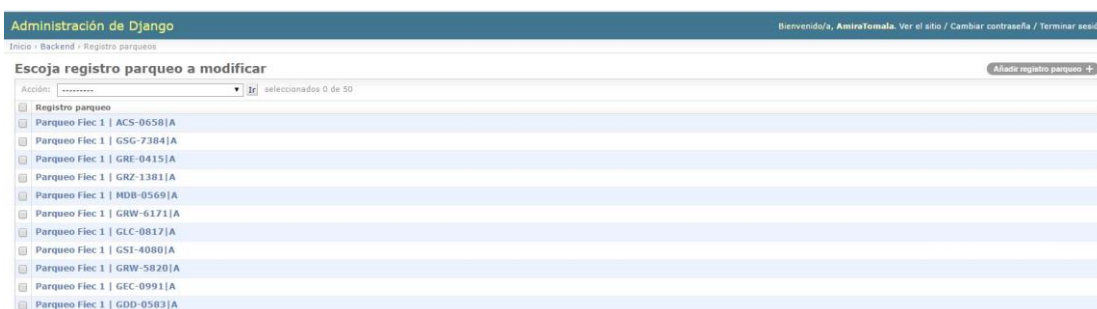 Administración de Django
Bienvenido/a, AmiraTomala. Ver el sitio / Cambiar contraseña / Terminar sesió
Inicio › Backend › Registro parqueos
Escoja registro parqueo a modificar
Añadir registro parqueo +
Acción: --------- Ir seleccionados 0 de 50
Registro parqueo
Parqueo Fiec 1 | ACS-0658|A
Parqueo Fiec 1 | GSG-7384|A
Parqueo Fiec 1 | GRE-0415|A
Parqueo Fiec 1 | GRZ-1381|A
Parqueo Fiec 1 | MDB-0569|A
Parqueo Fiec 1 | GRW-6171|A
Parqueo Fiec 1 | GLC-0817|A
Parqueo Fiec 1 | GSI-4080|A
Parqueo Fiec 1 | GRW-5820|A
Parqueo Fiec 1 | GEC-0991|A
Parqueo Fiec 1 | GDD-0583|A